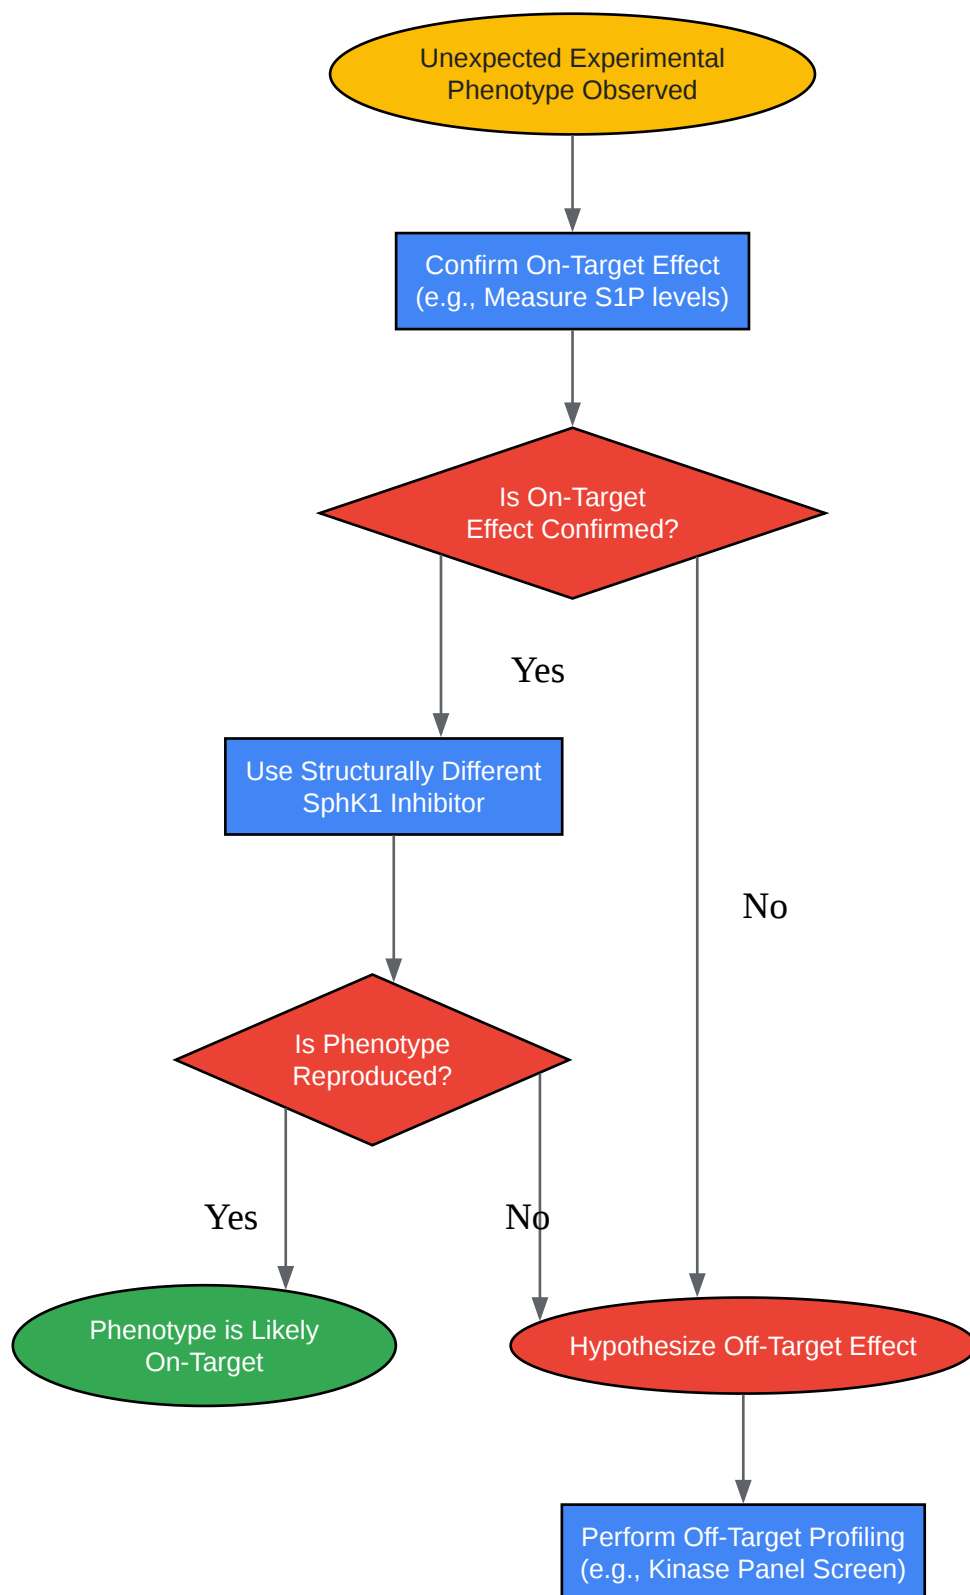 Unexpected Experimental
Phenotype Observed
Confirm On-Target Effect
(e.g., Measure S1P levels)
Is On-Target
Effect Confirmed?
Yes
Use Structurally Different
SphK1 Inhibitor
No
Is Phenotype
Reproduced?
Yes
No
Phenotype is Likely
On-Target
Hypothesize Off-Target Effect
Perform Off-Target Profiling
(e.g., Kinase Panel Screen)